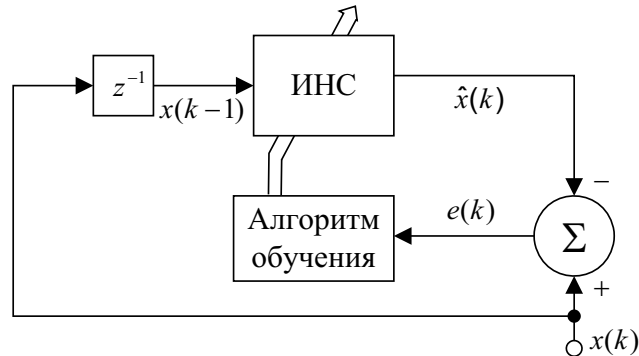 z⁻¹
x(k−1)
ИНС
x̂(k)
−
Алгоритм
обучения
e(k)
Σ
+
x(k)